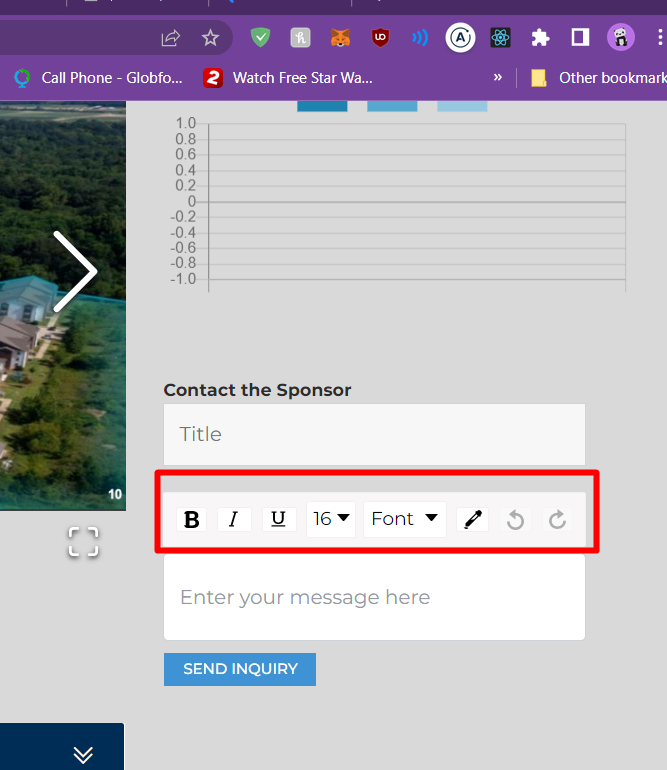 Call Phone - Globfo...
Watch Free Star Wa...
»
Other bookmark
1.0
0.8
0.6
0.4
0.2
0
-0.2
-0.4
-0.6
-0.8
-1.0
10
Contact the Sponsor
Title
B I U 16 Font
Enter your message here
SEND INQUIRY